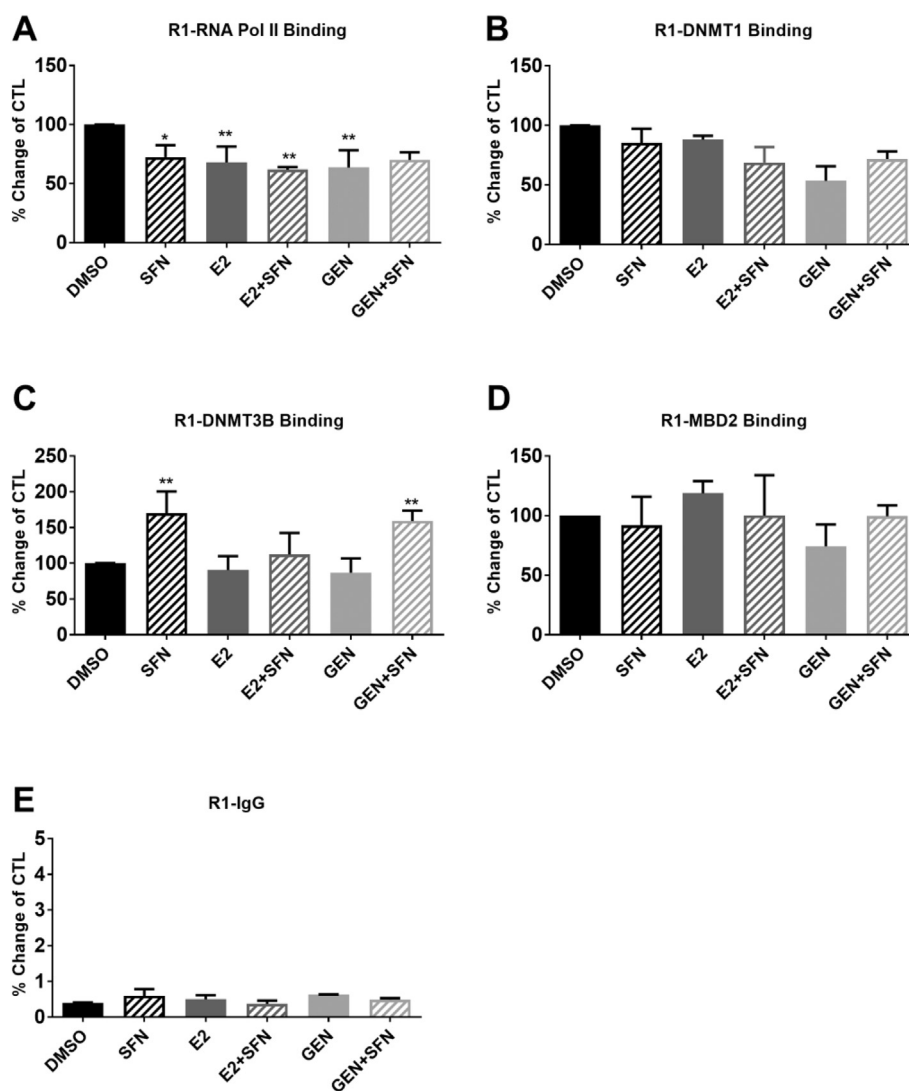 A
R1-RNA Pol II Binding
% Change of CTL
150
100
50
0
*
**
**
**
DMSO
SFN
E2
E2+SFN
GEN
GEN+SFN
B
R1-DNMT1 Binding
% Change of CTL
150
100
50
0
DMSO
SFN
E2
E2+SFN
GEN
GEN+SFN
C
R1-DNMT3B Binding
% Change of CTL
250
200
150
100
50
0
**
**
DMSO
SFN
E2
E2+SFN
GEN
GEN+SFN
D
R1-MBD2 Binding
% Change of CTL
150
100
50
0
DMSO
SFN
E2
E2+SFN
GEN
GEN+SFN
E
R1-IgG
% Change of CTL
5
4
3
2
1
0
DMSO
SFN
E2
E2+SFN
GEN
GEN+SFN